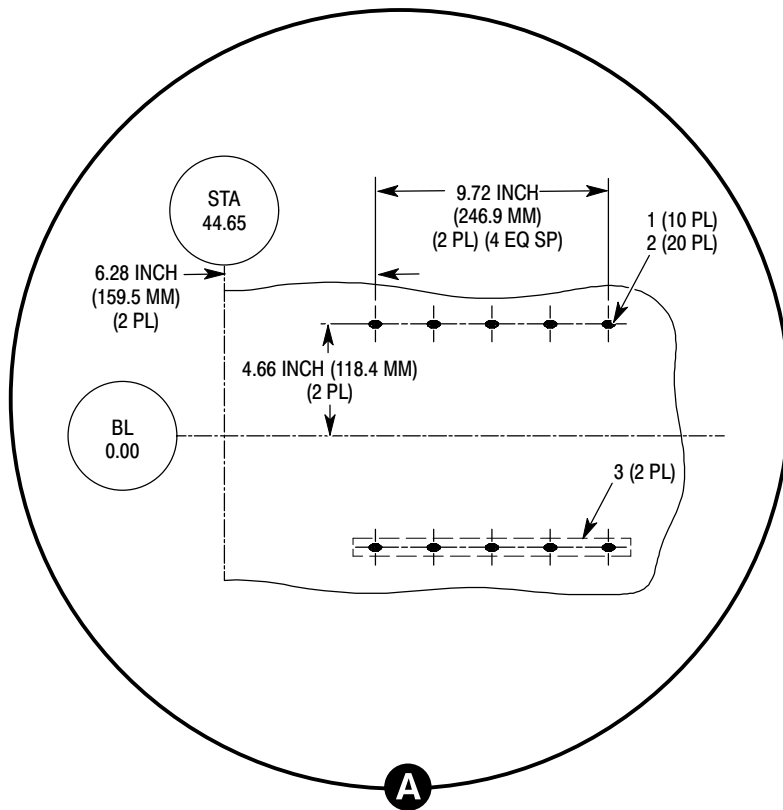 STA
44.65
9.72 INCH
(246.9 MM)
(2 PL) (4 EQ SP)
1 (10 PL)
2 (20 PL)
6.28 INCH
(159.5 MM)
(2 PL)
4.66 INCH (118.4 MM)
(2 PL)
BL
0.00
3 (2 PL)
A